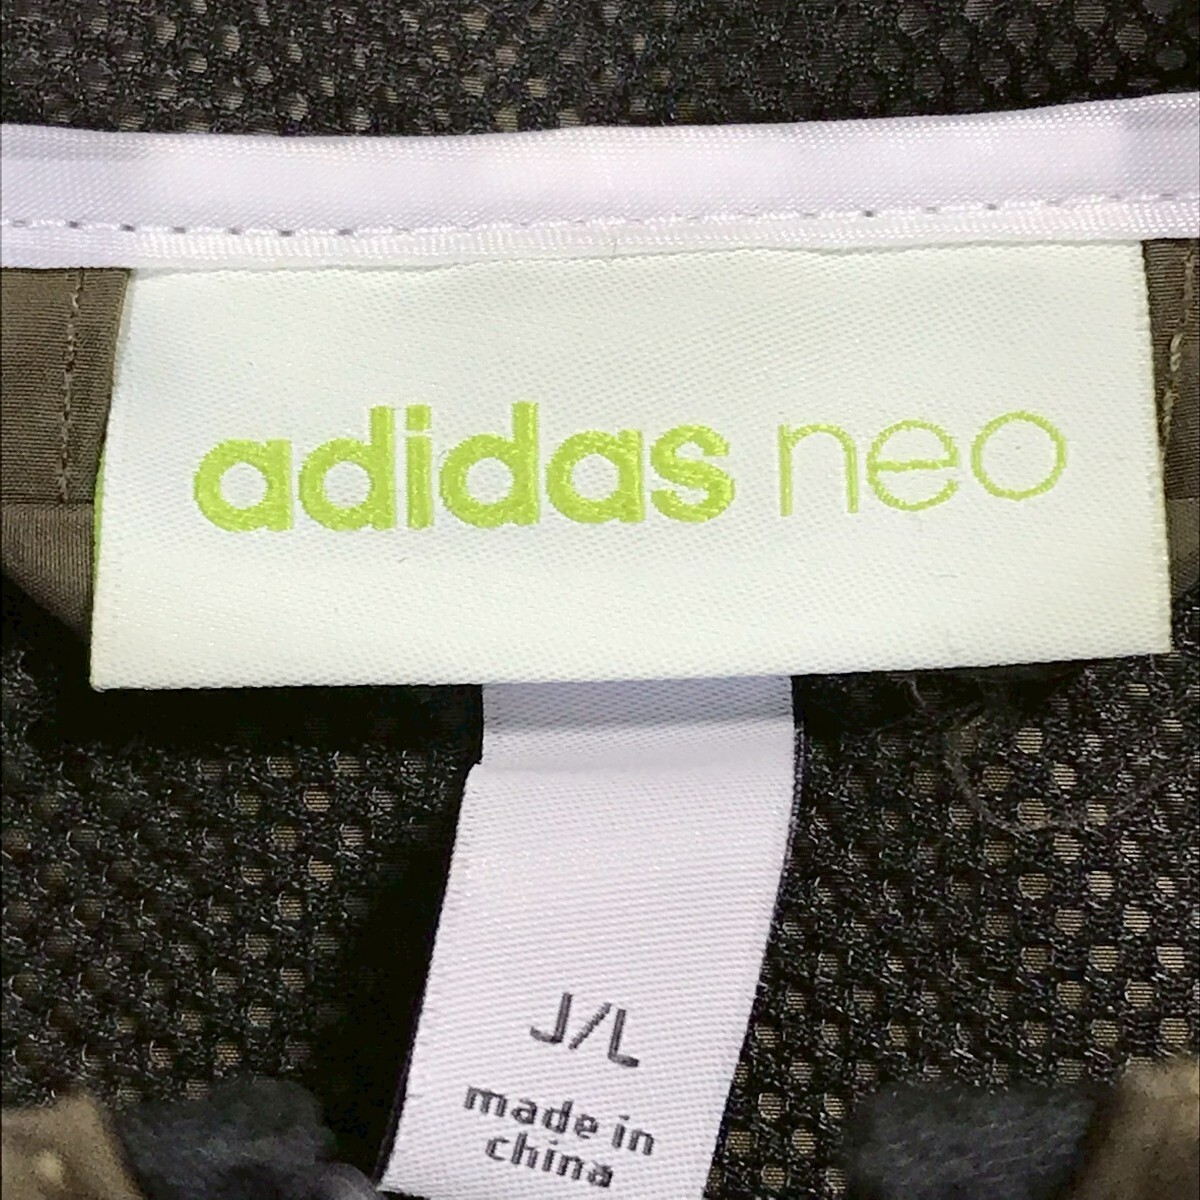 adidas neo
J/L
made in
china